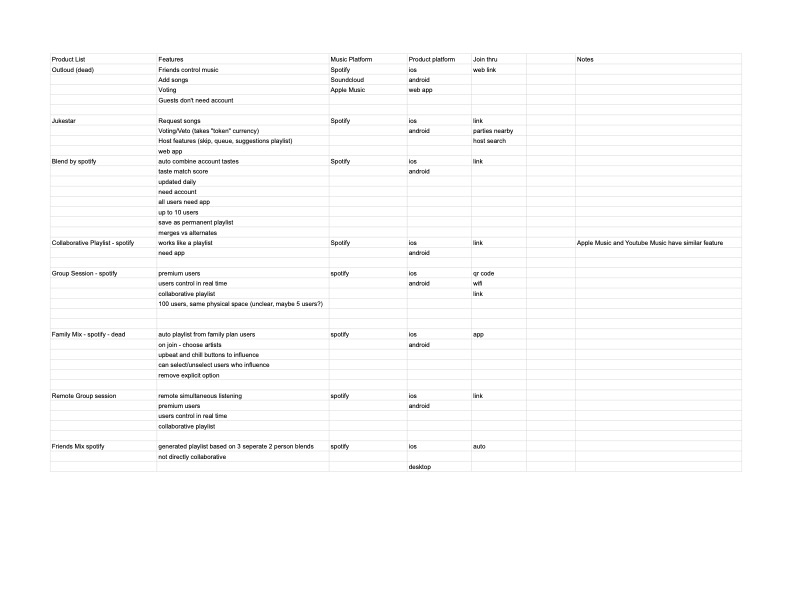 Product List Features Music Platform Product platform Join thru Notes
Outloud (dead) Friends control music Spotify ios web link
Add songs Soundcloud android
Voting Apple Music web app
Guests don't need account
Jukestar Request songs Spotify ios link
Voting/Veto (takes "token" currency) android parties nearby
Host features (skip, queue, suggestions playlist) host search
web app
Blend by spotify auto combine account tastes Spotify ios link
taste match score android
updated daily
need account
all users need app
up to 10 users
save as permanent playlist
merges vs alternates
Collaborative Playlist - spotify works like a playlist Spotify ios link Apple Music and Youtube Music have similar feature
need app android
Group Session - spotify premium users spotify ios qr code
users control in real time android wifi
collaborative playlist link
100 users, same physical space (unclear, maybe 5 users?)
Family Mix - spotify - dead auto playlist from family plan users spotify ios app
on join - choose artists android
upbeat and chill buttons to influence
can select/unselect users who influence
remove explicit option
Remote Group session remote simultaneous listening spotify ios link
premium users android
users control in real time
collaborative playlist
Friends Mix spotify generated playlist based on 3 seperate 2 person blends spotify ios auto
not directly collaborative
desktop